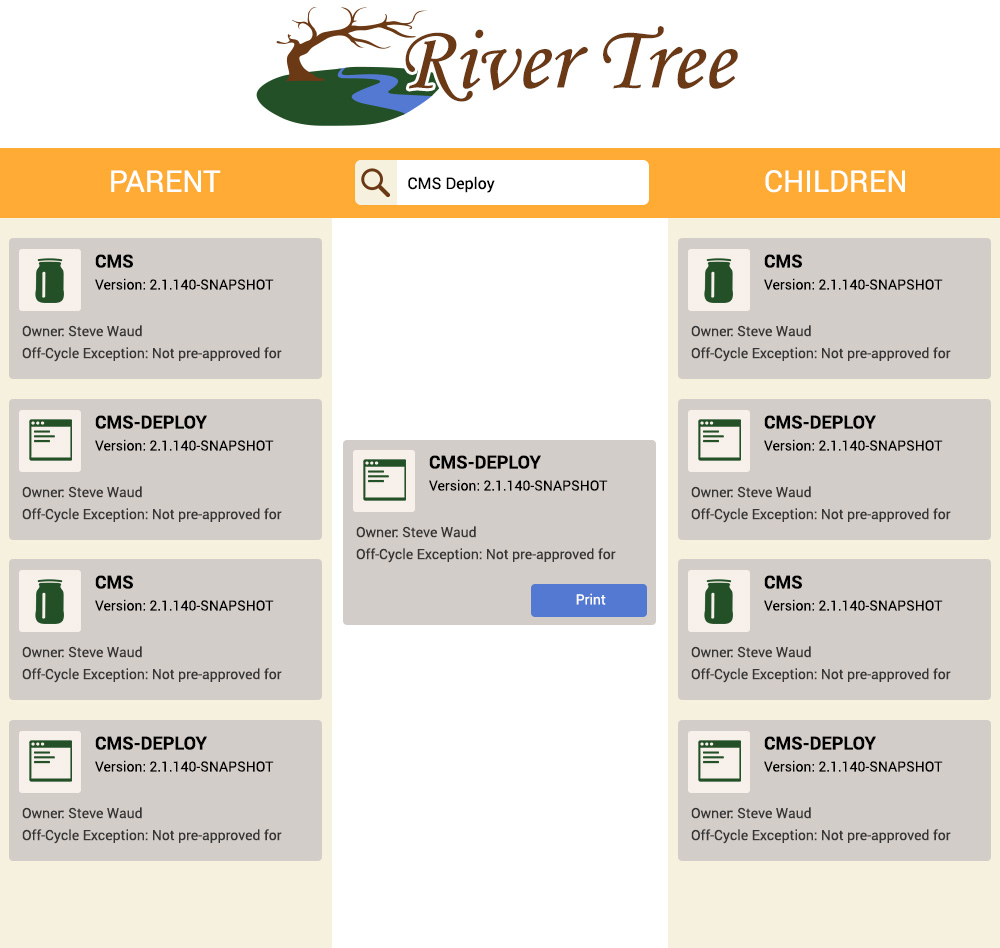 River Tree
PARENT
CMS Deploy
CHILDREN
CMS
Version: 2.1.140-SNAPSHOT
Owner: Steve Waud
Off-Cycle Exception: Not pre-approved for
CMS-DEPLOY
Version: 2.1.140-SNAPSHOT
Owner: Steve Waud
Off-Cycle Exception: Not pre-approved for
CMS
Version: 2.1.140-SNAPSHOT
Owner: Steve Waud
Off-Cycle Exception: Not pre-approved for
CMS-DEPLOY
Version: 2.1.140-SNAPSHOT
Owner: Steve Waud
Off-Cycle Exception: Not pre-approved for
CMS-DEPLOY
Version: 2.1.140-SNAPSHOT
Owner: Steve Waud
Off-Cycle Exception: Not pre-approved for
Print
CMS
Version: 2.1.140-SNAPSHOT
Owner: Steve Waud
Off-Cycle Exception: Not pre-approved for
CMS-DEPLOY
Version: 2.1.140-SNAPSHOT
Owner: Steve Waud
Off-Cycle Exception: Not pre-approved for
CMS
Version: 2.1.140-SNAPSHOT
Owner: Steve Waud
Off-Cycle Exception: Not pre-approved for
CMS-DEPLOY
Version: 2.1.140-SNAPSHOT
Owner: Steve Waud
Off-Cycle Exception: Not pre-approved for